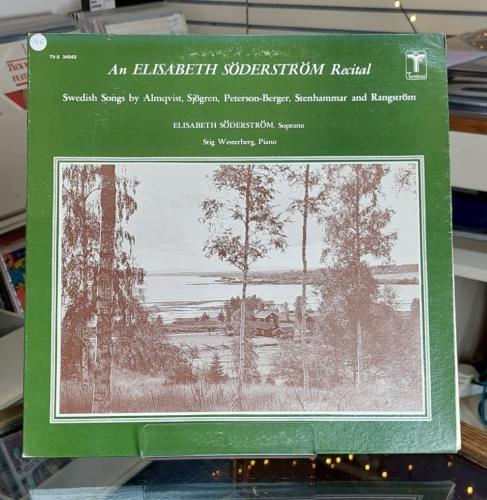 TV-S 34542
An ELISABETH SÖDERSTRÖM Recital
Turnabout
Swedish Songs by Almqvist, Sjögren, Peterson-Berger, Stenhammar and Rangström
ELISABETH SÖDERSTRÖM, Soprano
Stig Westerberg, Piano